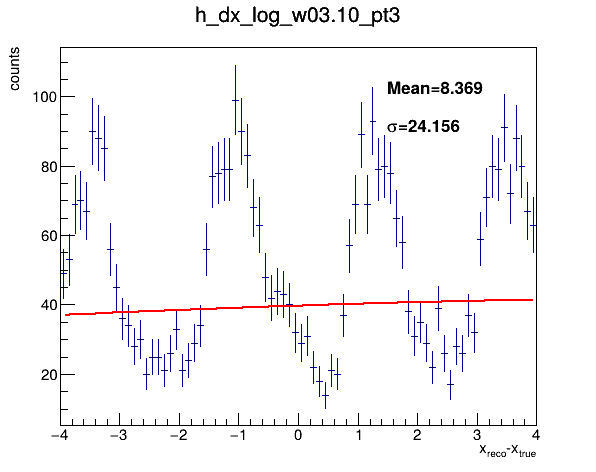 h_dx_log_w03.10_pt3
counts
Mean=8.369
σ=24.156
100
80
60
40
20
−4 −3 −2 −1 0 1 2 3 4
x_reco-x_true